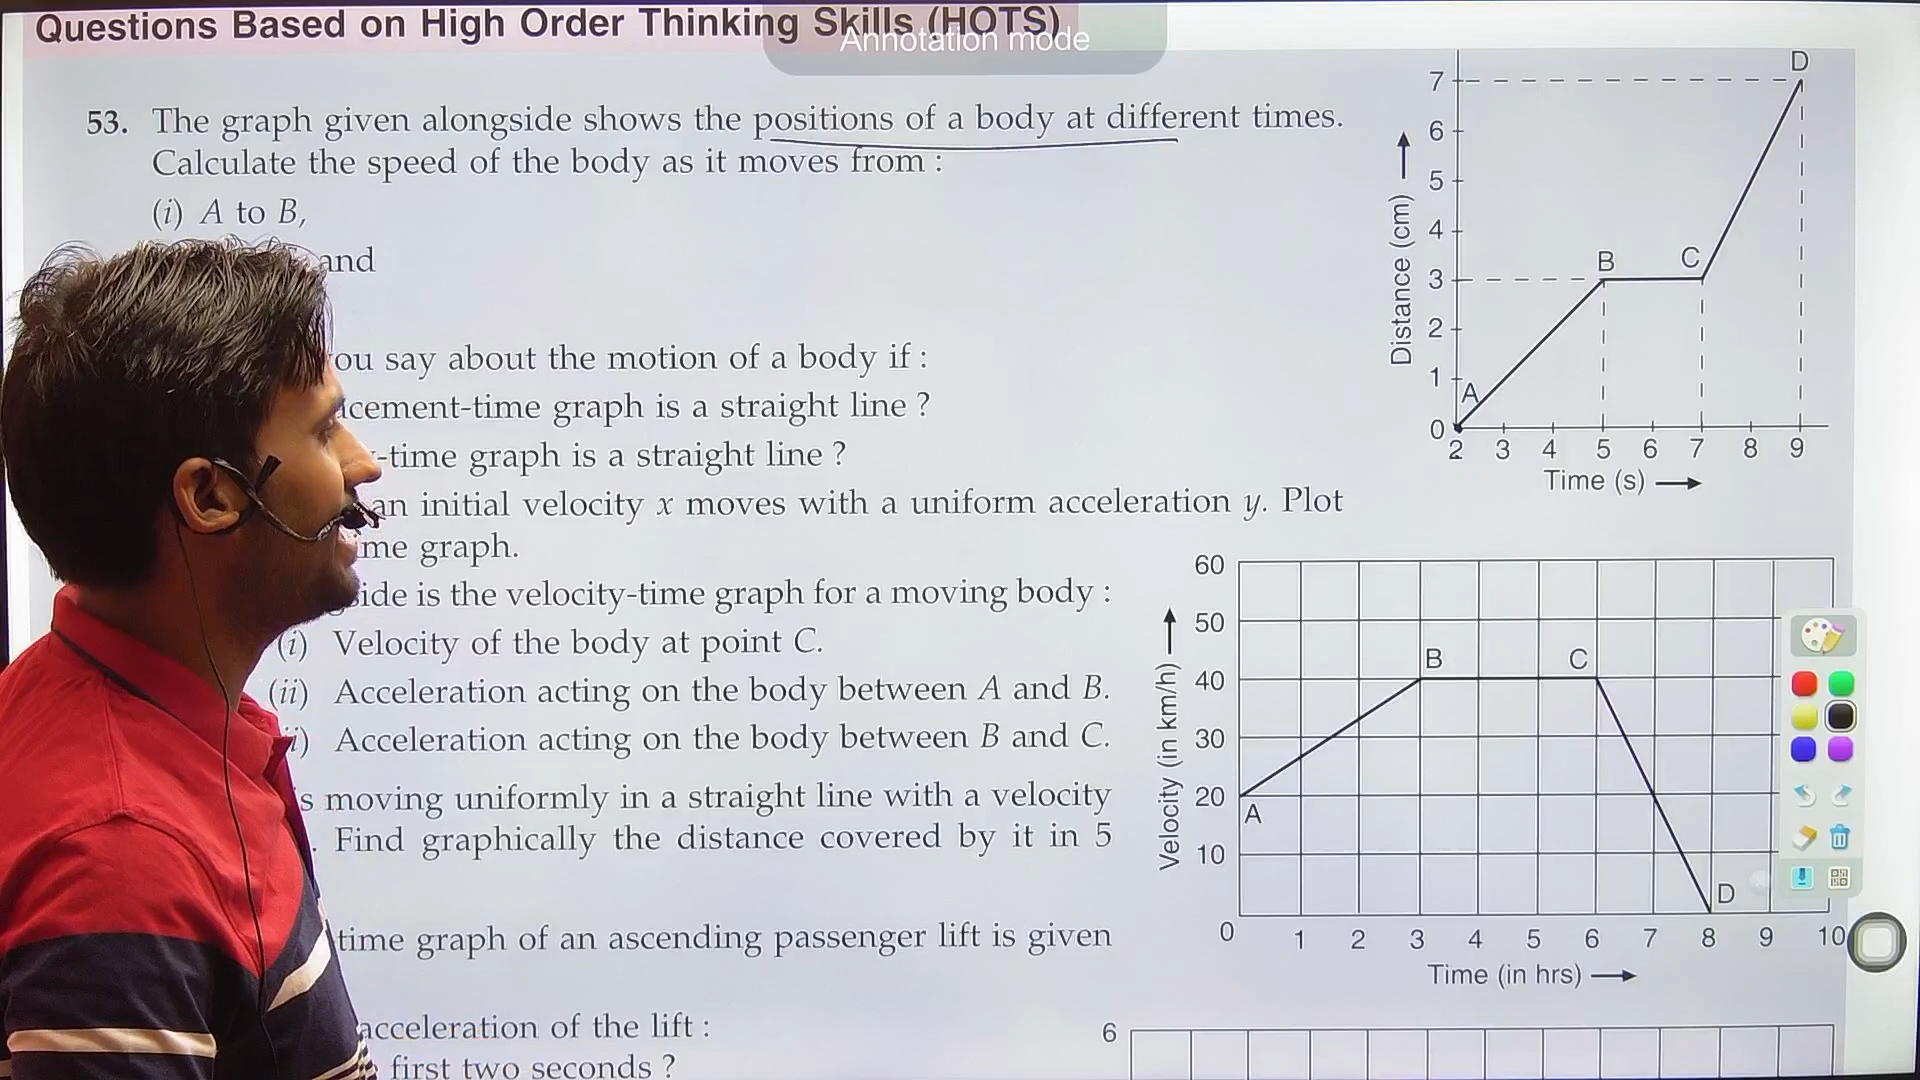 Questions Based on High Order Thinking Skills (HOTS)
Annotation mode
53. The graph given alongside shows the positions of a body at different times.
Calculate the speed of the body as it moves from :
(i) A to B,
and
you say about the motion of a body if :
-time graph is a straight line ?
-time graph is a straight line ?
an initial velocity x moves with a uniform acceleration y. Plot
graph.
is the velocity-time graph for a moving body :
(i) Velocity of the body at point C.
(ii) Acceleration acting on the body between A and B.
Acceleration acting on the body between B and C.
moving uniformly in a straight line with a velocity
. Find graphically the distance covered by it in 5
time graph of an ascending passenger lift is given
acceleration of the lift :
first two seconds ?
D
7
6
5
4
B C
3
2
1
A
0
2 3 4 5 6 7 8 9
Distance (cm)
Time (s)
60
50
B C
40
30
20
A
10
D
0 1 2 3 4 5 6 7 8 9 10
Velocity (in km/h)
Time (in hrs)
6